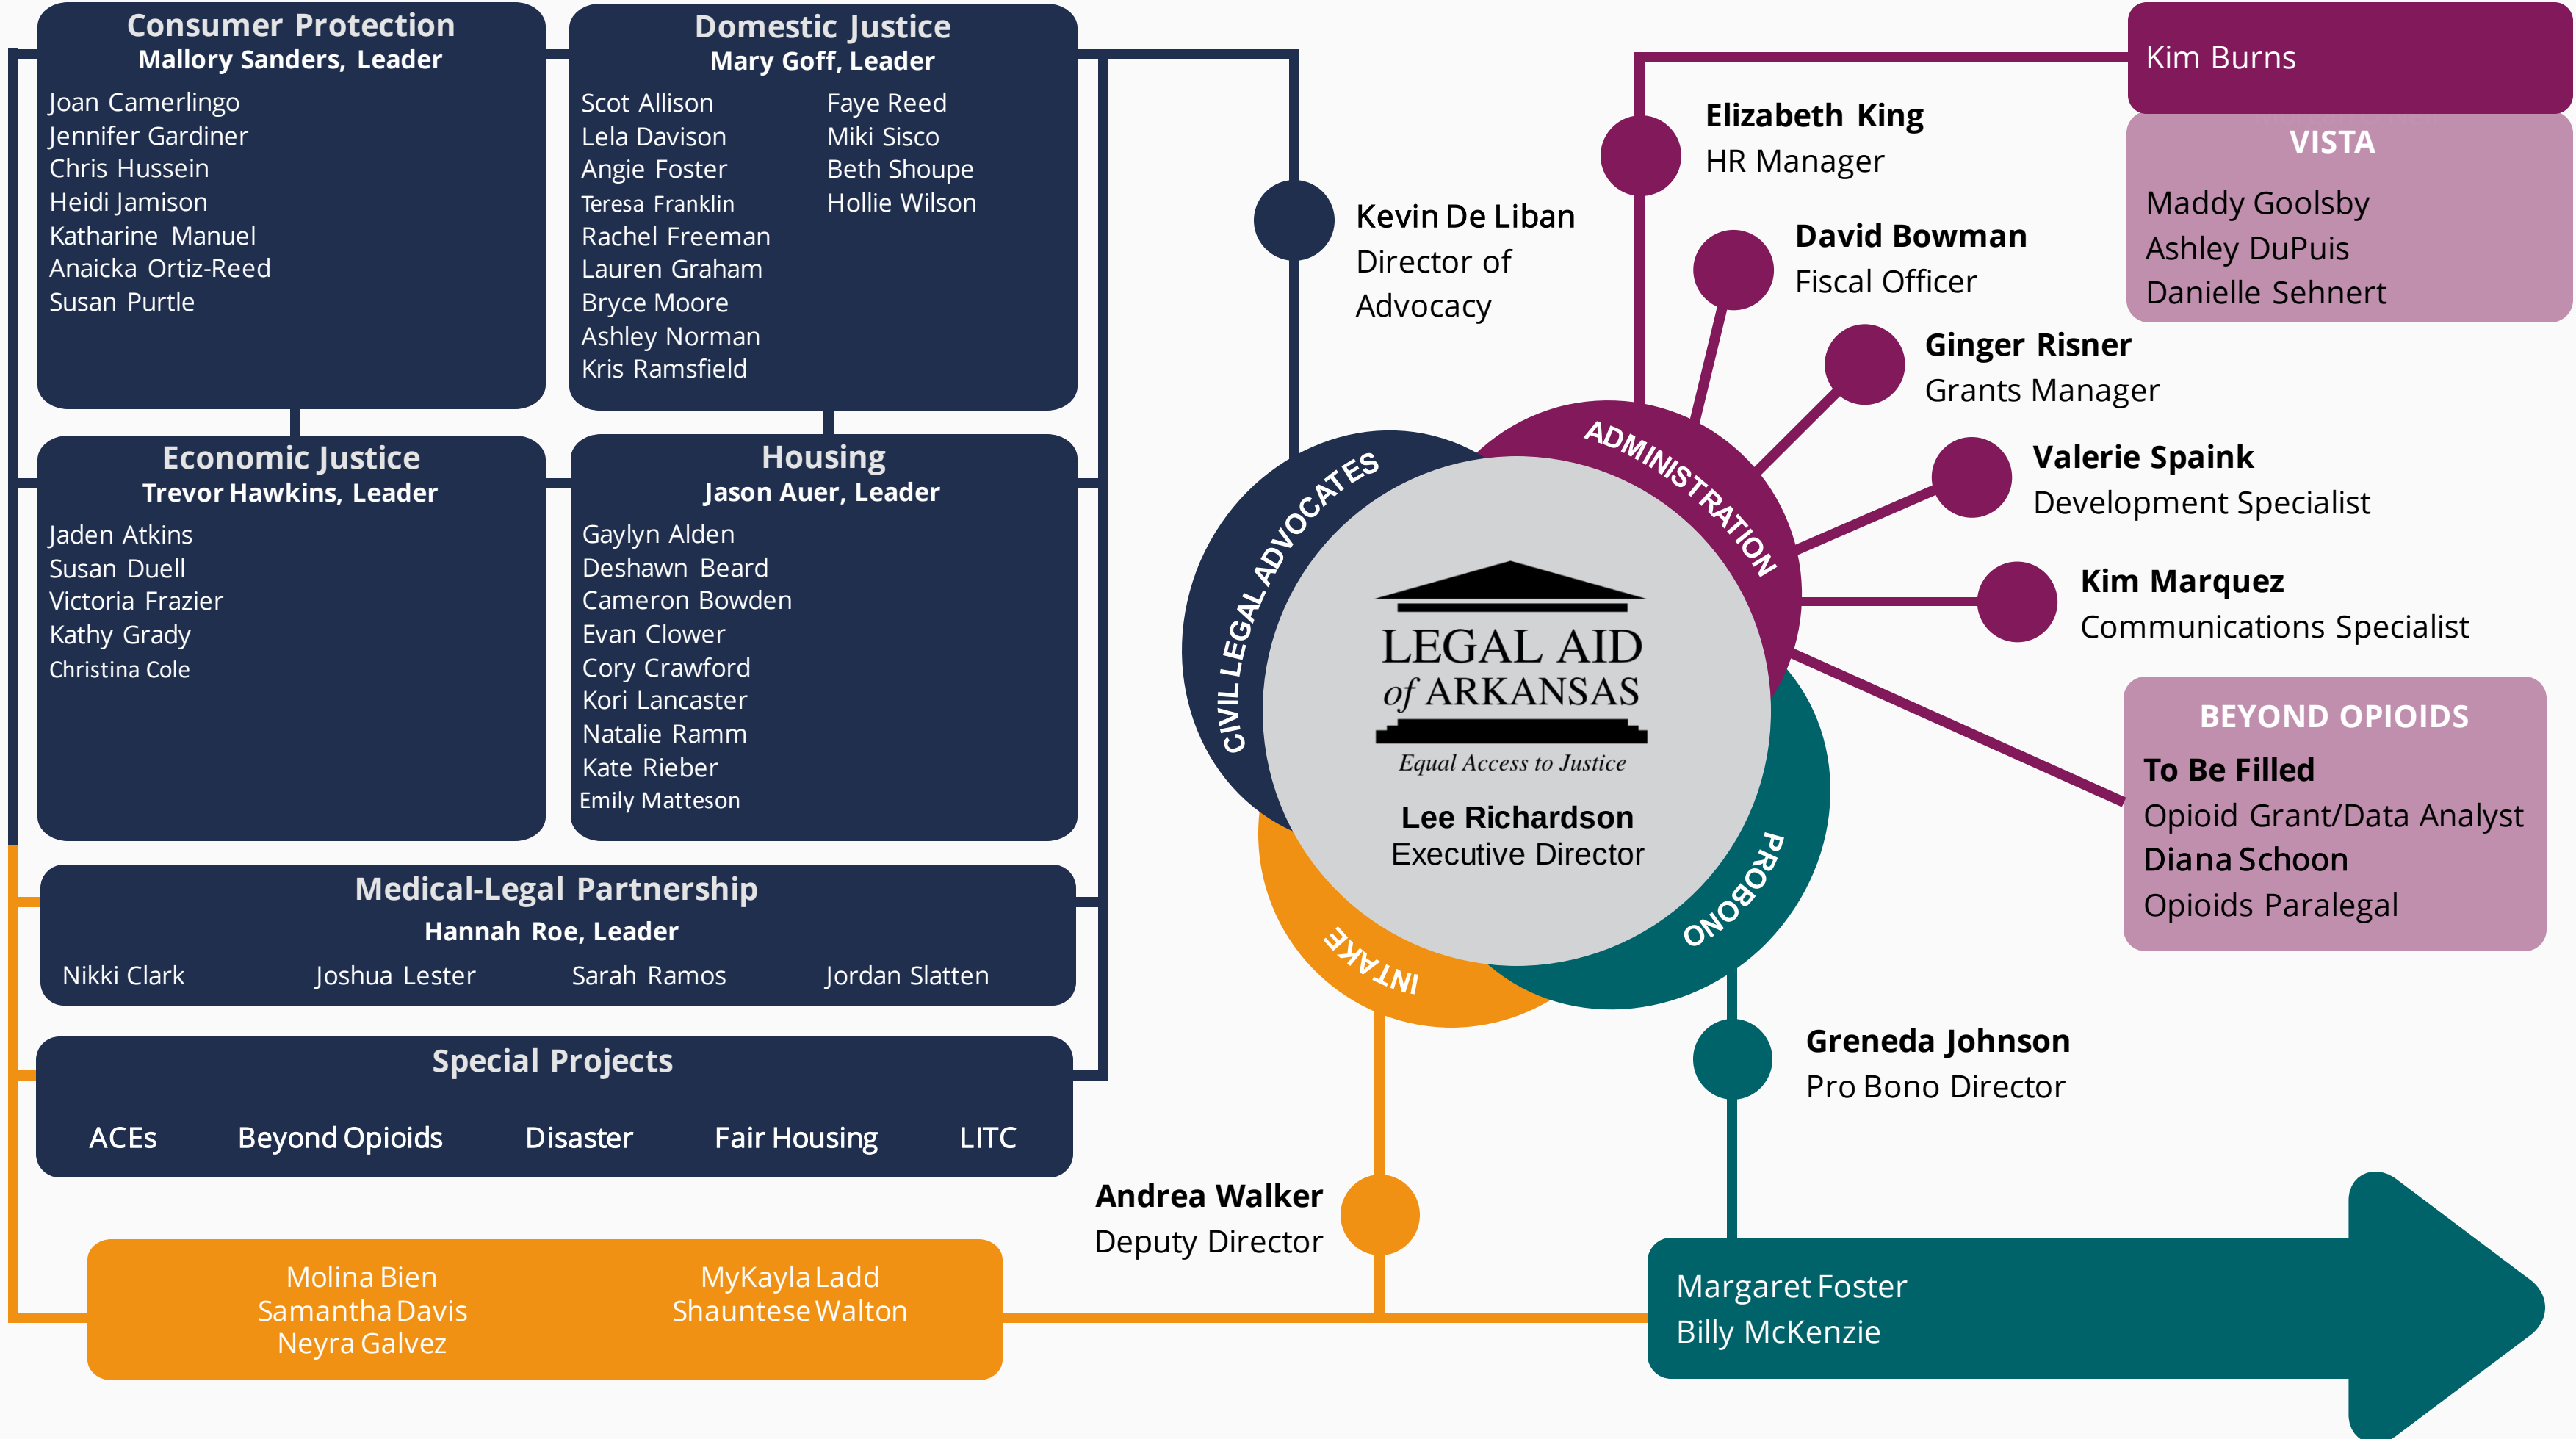 Consumer Protection
Mallory Sanders, Leader
Joan Camerlingo
Jennifer Gardiner
Chris Hussein
Heidi Jamison
Katharine Manuel
Anaicka Ortiz-Reed
Susan Purtle
Domestic Justice
Mary Goff, Leader
Scot Allison
Lela Davison
Angie Foster
Teresa Franklin
Rachel Freeman
Lauren Graham
Bryce Moore
Ashley Norman
Kris Ramsfield
Faye Reed
Miki Sisco
Beth Shoupe
Hollie Wilson
Economic Justice
Trevor Hawkins, Leader
Jaden Atkins
Susan Duell
Victoria Frazier
Kathy Grady
Christina Cole
Housing
Jason Auer, Leader
Gaylyn Alden
Deshawn Beard
Cameron Bowden
Evan Clower
Cory Crawford
Kori Lancaster
Natalie Ramm
Kate Rieber
Emily Matteson
Medical-Legal Partnership
Hannah Roe, Leader
Nikki Clark Joshua Lester Sarah Ramos Jordan Slatten
Special Projects
ACEs Beyond Opioids Disaster Fair Housing LITC
Molina Bien
Samantha Davis
Neyra Galvez
MyKayla Ladd
Shauntese Walton
Kevin De Liban
Director of
Advocacy
CIVIL LEGAL ADVOCATES
ADMINISTRATION
PROBONO
INTAKE
LEGAL AID
of ARKANSAS
Equal Access to Justice
Lee Richardson
Executive Director
Elizabeth King
HR Manager
Kim Burns
VISTA
Maddy Goolsby
Ashley DuPuis
Danielle Sehnert
David Bowman
Fiscal Officer
Ginger Risner
Grants Manager
Valerie Spaink
Development Specialist
Kim Marquez
Communications Specialist
BEYOND OPIOIDS
To Be Filled
Opioid Grant/Data Analyst
Diana Schoon
Opioids Paralegal
Greneda Johnson
Pro Bono Director
Andrea Walker
Deputy Director
Margaret Foster
Billy McKenzie